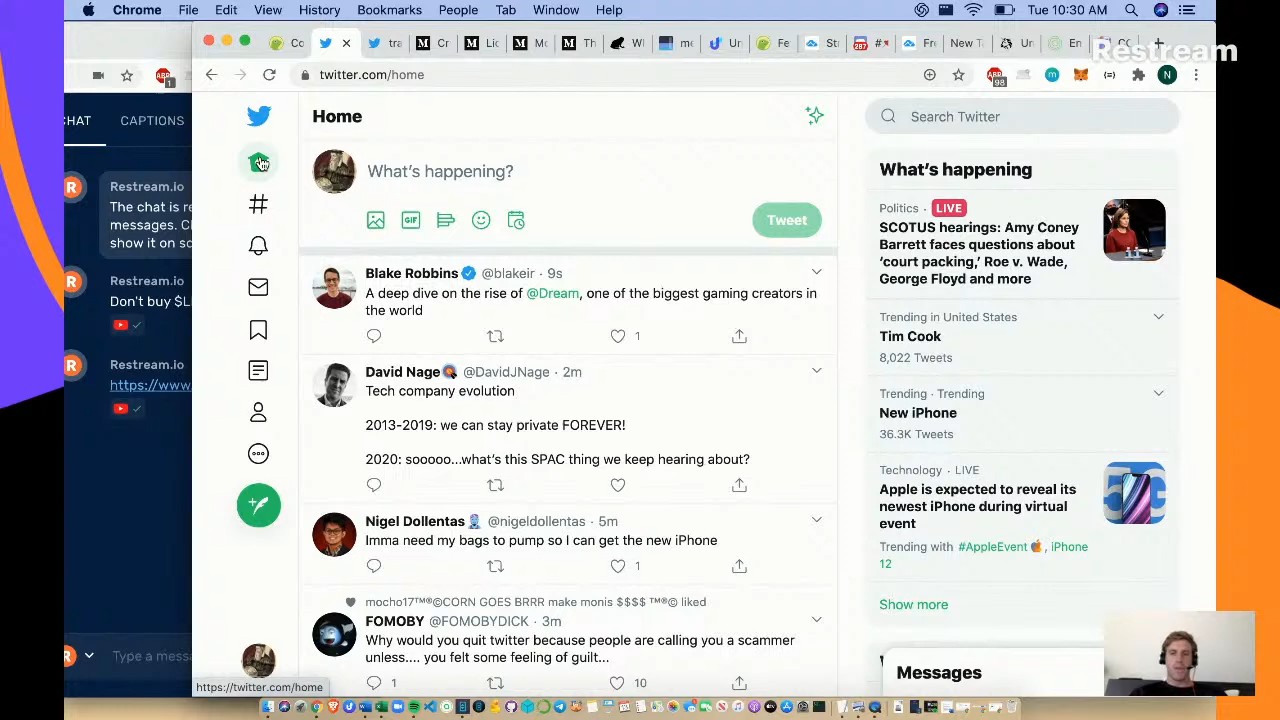 Chrome File Edit View History Bookmarks People Tab Window Help Tue 10:30 AM
Restream
twitter.com/home
CHAT CAPTIONS
Restream.io
The chat is re
messages. C
show it on sc
Restream.io
Don't buy $L
Restream.io
https://www.
Type a messa
Home
What's happening?
GIF
Tweet
Blake Robbins @blakeir · 9s
A deep dive on the rise of @Dream, one of the biggest gaming creators in
the world
1
David Nage @DavidJNage · 2m
Tech company evolution
2013-2019: we can stay private FOREVER!
2020: sooooo...what's this SPAC thing we keep hearing about?
Nigel Dollentas @nigeldollentas · 5m
Imma need my bags to pump so I can get the new iPhone
1
mocho17™®@CORN GOES BRRR make monis $$$$ ™®© liked
FOMOBY @FOMOBYDICK · 3m
Why would you quit twitter because people are calling you a scammer
unless.... you felt some feeling of guilt...
1 10
https://twitter.com/home
Search Twitter
What's happening
Politics · LIVE
SCOTUS hearings: Amy Coney
Barrett faces questions about
'court packing,' Roe v. Wade,
George Floyd and more
Trending in United States
Tim Cook
8,022 Tweets
Trending · Trending
New iPhone
36.3K Tweets
Technology · LIVE
Apple is expected to reveal its
newest iPhone during virtual
event
Trending with #AppleEvent, iPhone
12
Show more
Messages